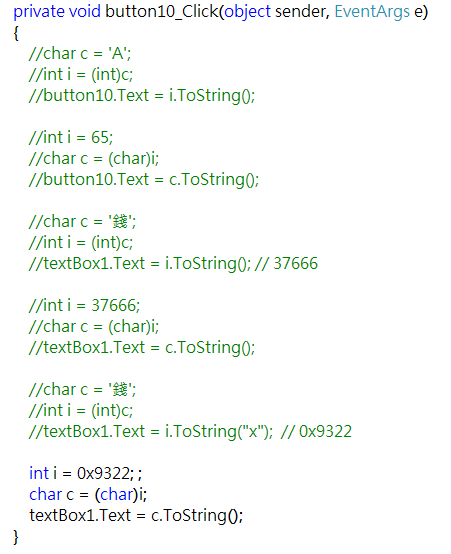 private void button10_Click(object sender, EventArgs e)
{
//char c = 'A';
//int i = (int)c;
//button10.Text = i.ToString();
//int i = 65;
//char c = (char)i;
//button10.Text = c.ToString();
//char c = '錢';
//int i = (int)c;
//textBox1.Text = i.ToString(); // 37666
//int i = 37666;
//char c = (char)i;
//textBox1.Text = c.ToString();
//char c = '錢';
//int i = (int)c;
//textBox1.Text = i.ToString("x");  // 0x9322
int i = 0x9322; ;
char c = (char)i;
textBox1.Text = c.ToString();
}